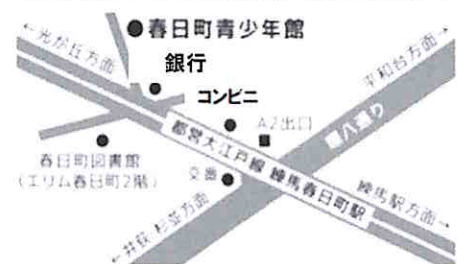 ●春日町青少年館
←光が丘方面
銀行
コンビニ
平和台方面→
環八通り
A2出口
都営大江戸線 練馬春日町駅
春日町図書館
(エリム春日町2階)
交番
練馬駅方面→
←井荻 杉並方面